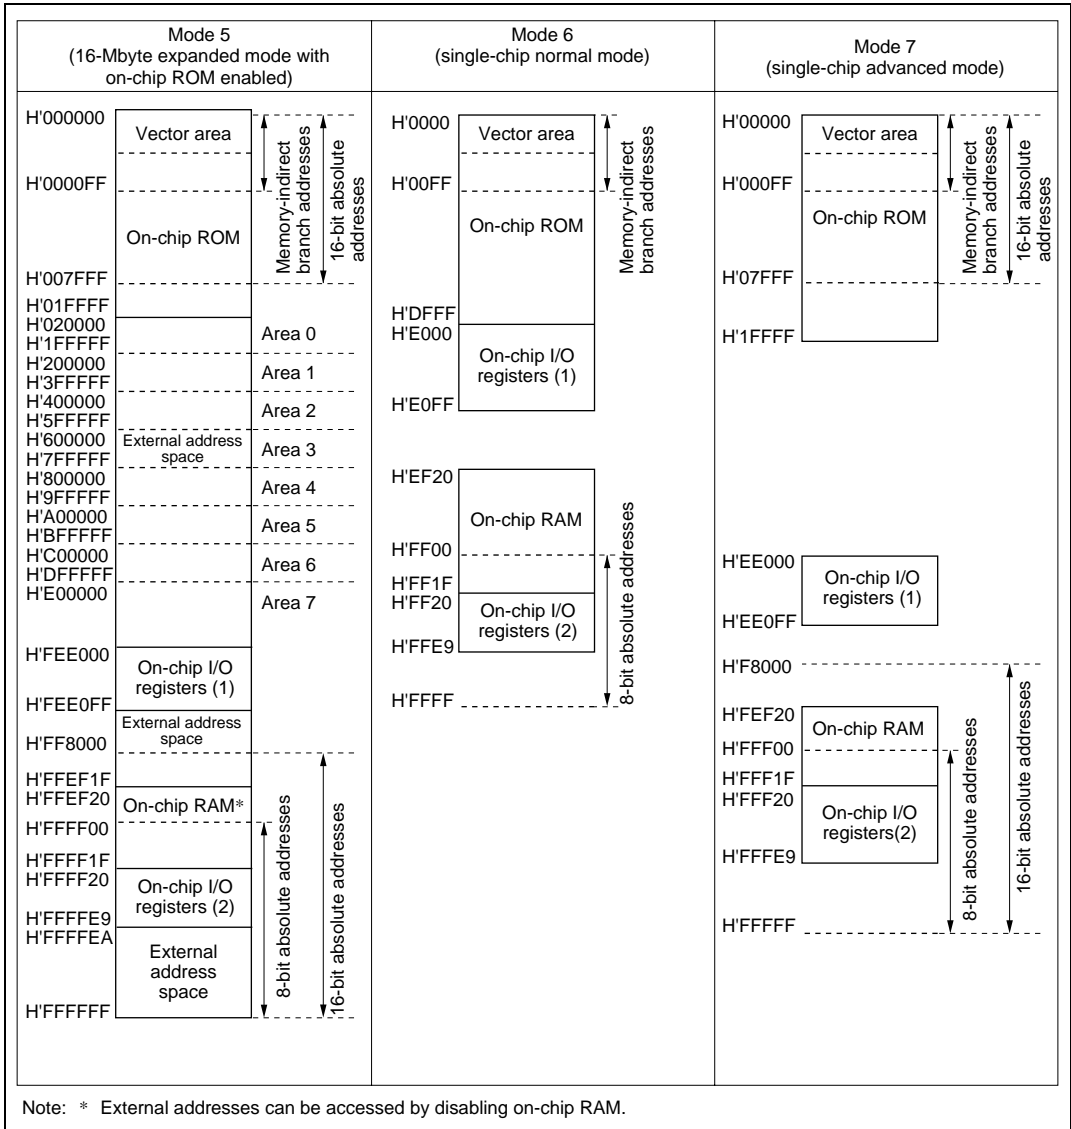 Mode 5
(16-Mbyte expanded mode with
on-chip ROM enabled)
H'000000
Vector area
H'0000FF
On-chip ROM
H'007FFF
H'01FFFF
H'020000
H'1FFFFF
H'200000
H'3FFFFF
H'400000
H'5FFFFF
H'600000
H'7FFFFF
H'800000
H'9FFFFF
H'A00000
H'BFFFFF
H'C00000
H'DFFFFF
H'E00000
External address
space
Area 0
Area 1
Area 2
Area 3
Area 4
Area 5
Area 6
Area 7
Memory-indirect
branch addresses
16-bit absolute
addresses
H'FEE000
On-chip I/O
registers (1)
H'FEE0FF
External address
space
H'FF8000
H'FFEF1F
H'FFEF20
On-chip RAM*
H'FFFF00
H'FFFF1F
H'FFFF20
On-chip I/O
registers (2)
H'FFFFE9
H'FFFFEA
External
address
space
H'FFFFFF
8-bit absolute addresses
16-bit absolute addresses
Mode 6
(single-chip normal mode)
H'0000
Vector area
H'00FF
On-chip ROM
Memory-indirect
branch addresses
H'DFFF
H'E000
On-chip I/O
registers (1)
H'E0FF
H'EF20
On-chip RAM
H'FF00
H'FF1F
H'FF20
On-chip I/O
registers (2)
H'FFE9
H'FFFF
8-bit absolute addresses
Mode 7
(single-chip advanced mode)
H'00000
Vector area
H'000FF
On-chip ROM
H'07FFF
H'1FFFF
Memory-indirect
branch addresses
16-bit absolute
addresses
H'EE000
On-chip I/O
registers (1)
H'EE0FF
H'F8000
H'FEF20
On-chip RAM
H'FFF00
H'FFF1F
H'FFF20
On-chip I/O
registers(2)
H'FFFE9
H'FFFFF
8-bit absolute addresses
16-bit absolute addresses
Note: * External addresses can be accessed by disabling on-chip RAM.